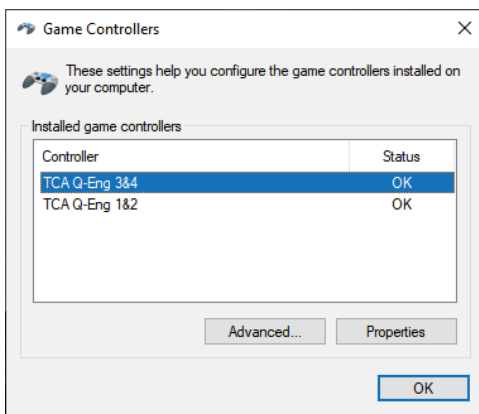 Game Controllers
These settings help you configure the game controllers installed on
your computer.
Installed game controllers
Controller Status
TCA Q-Eng 3&4 OK
TCA Q-Eng 1&2 OK
Advanced... Properties
OK